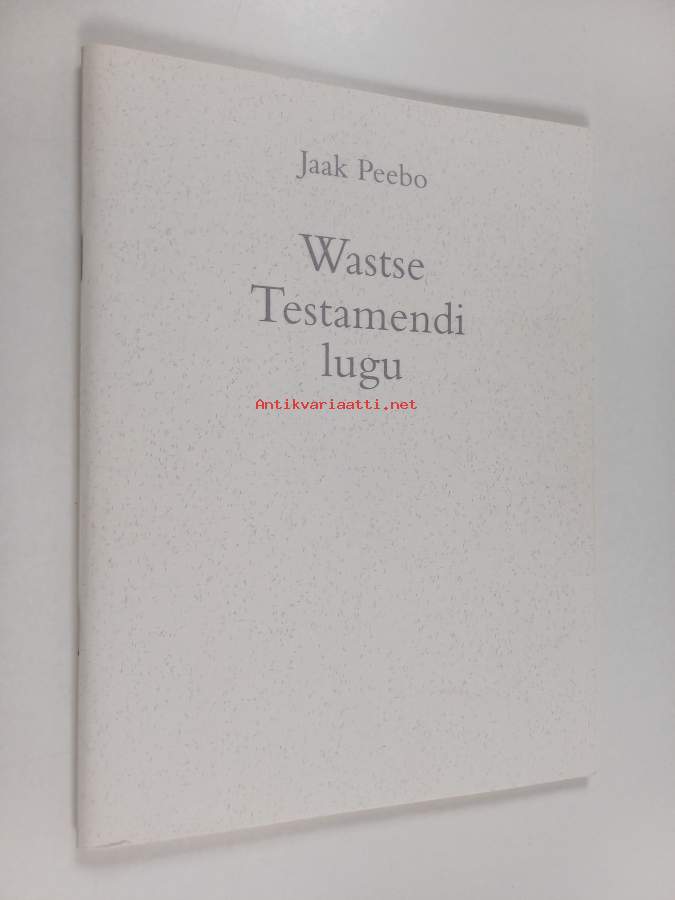 Jaak Peebo
Wastse
Testamendi
lugu
Antikvariaatti.net